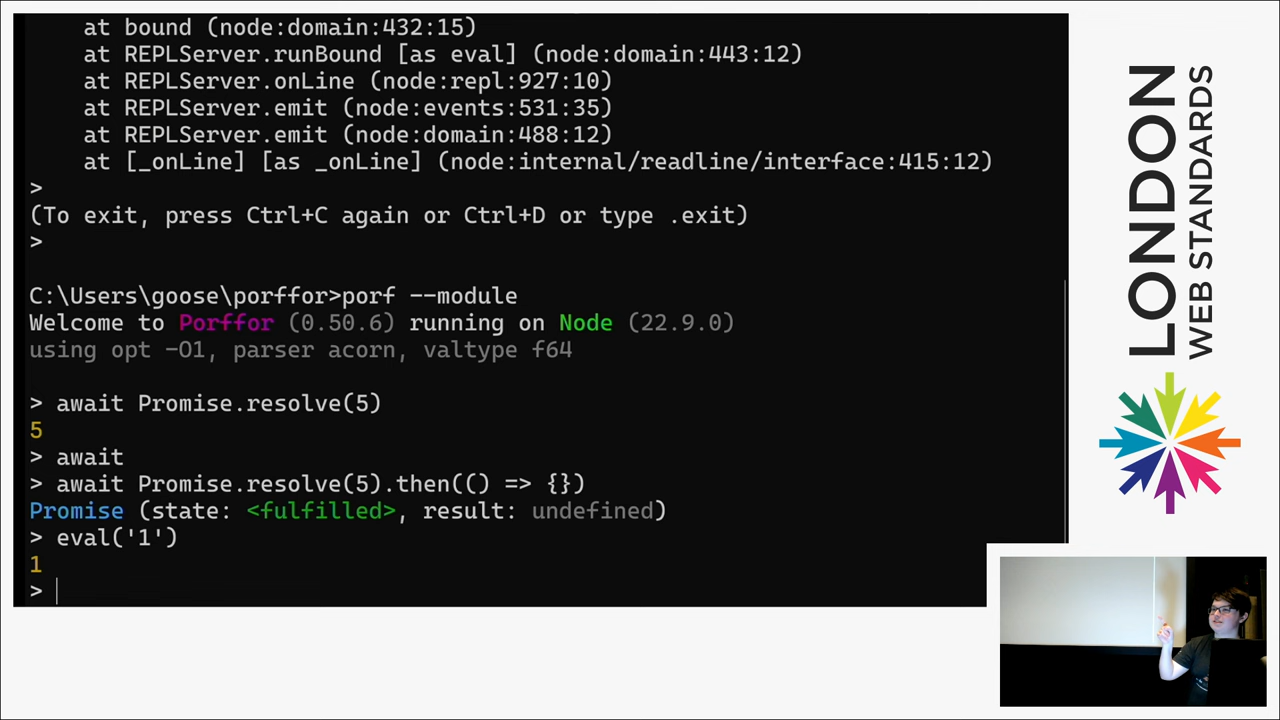 at bound (node:domain:432:15)
at REPLServer.runBound [as eval] (node:domain:443:12)
at REPLServer.onLine (node:repl:927:10)
at REPLServer.emit (node:events:531:35)
at REPLServer.emit (node:domain:488:12)
at [_onLine] [as _onLine] (node:internal/readline/interface:415:12)
>
(To exit, press Ctrl+C again or Ctrl+D or type .exit)
>
C:\Users\goose\porffor>porf --module
Welcome to Porffor (0.50.6) running on Node (22.9.0)
using opt -O1, parser acorn, valtype f64
> await Promise.resolve(5)
5
> await
> await Promise.resolve(5).then(() => {})
Promise (state: <fulfilled>, result: undefined)
> eval('1')
1
>
LONDON
WEB STANDARDS